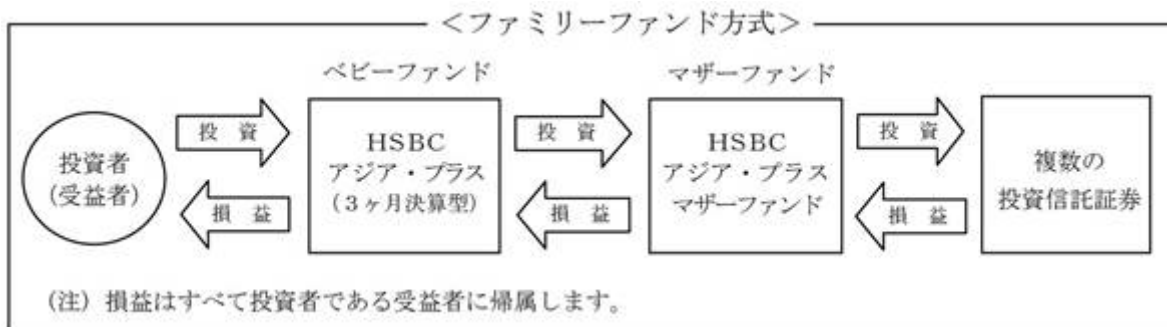 ＜ファミリーファンド方式＞
ベビーファンド
マザーファンド
投資者
(受益者)
投 資
損 益
HSBC
アジア・プラス
(３ヶ月決算型)
投 資
損 益
HSBC
アジア・プラス
マザーファンド
投 資
損 益
複数の
投資信託証券
(注) 損益はすべて投資者である受益者に帰属します。